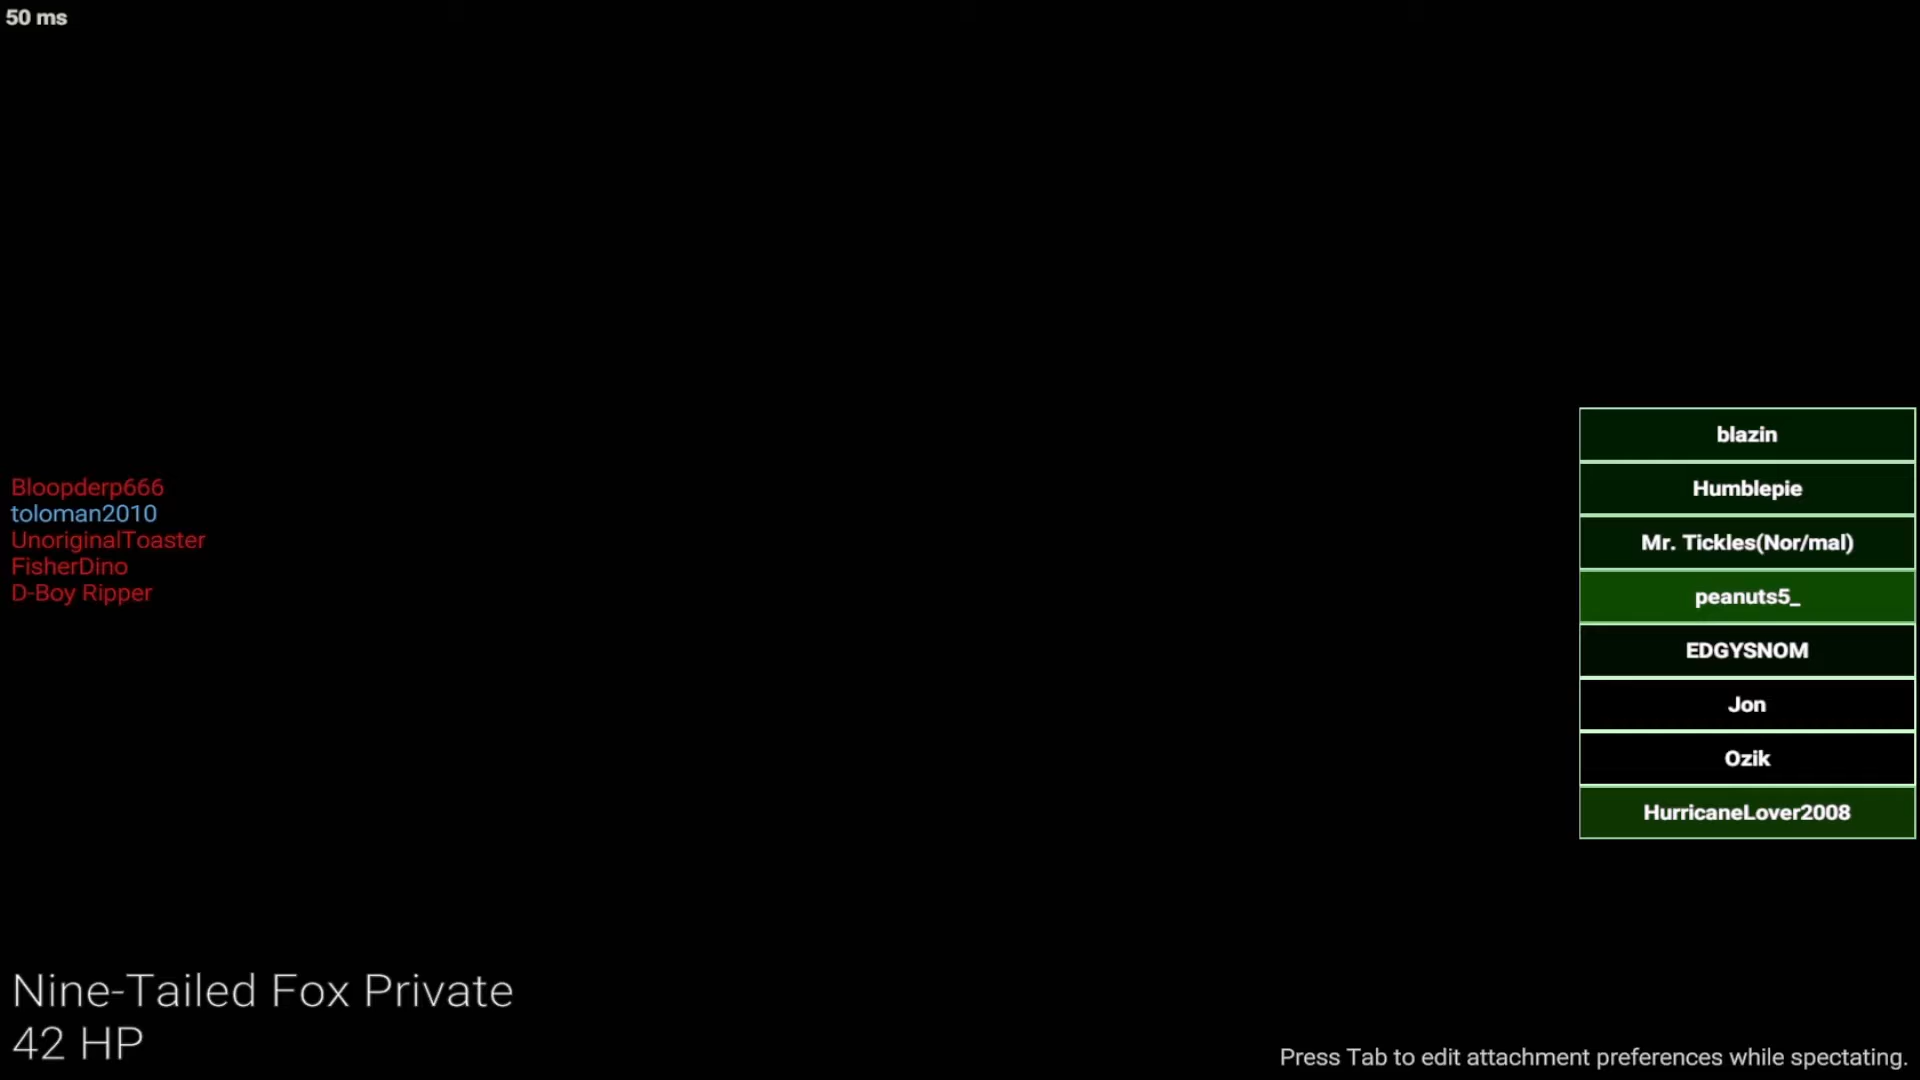 50 ms
Bloopderp666
toloman2010
UnoriginalToaster
FisherDino
D-Boy Ripper
blazin
Humblepie
Mr. Tickles(Nor/mal)
peanuts5_
EDGYSNOM
Jon
Ozik
HurricaneLover2008
Nine-Tailed Fox Private
42 HP
Press Tab to edit attachment preferences while spectating.